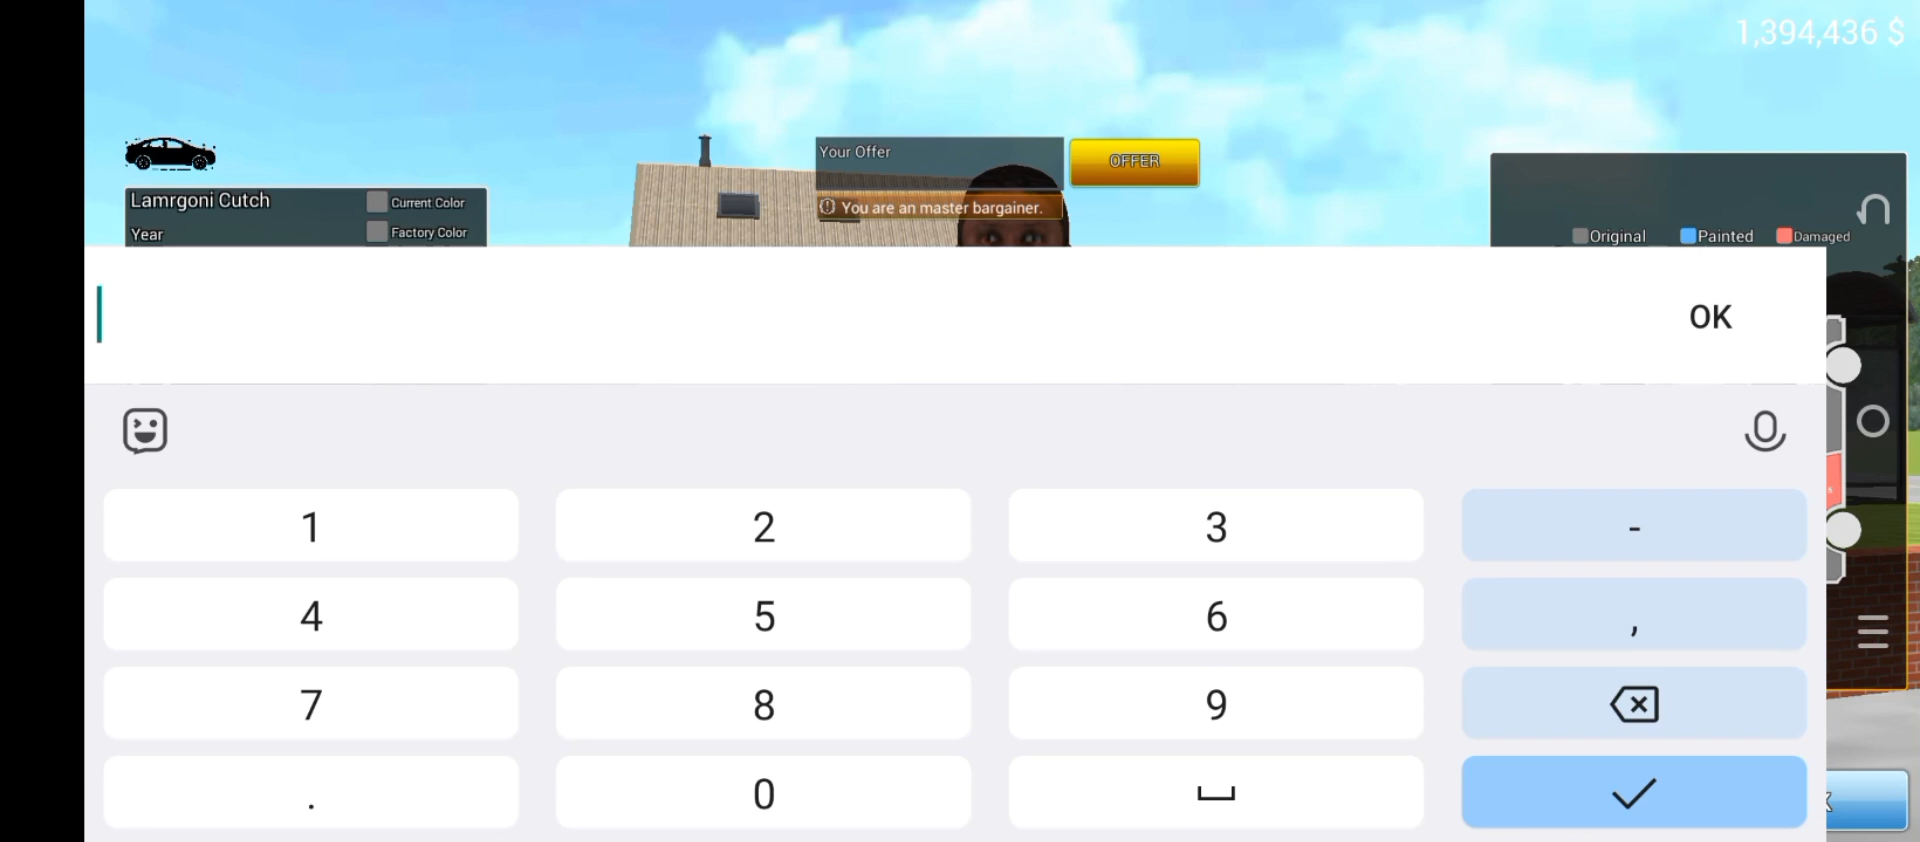 1,394,436 $
Your Offer
OFFER
You are an master bargainer.
Lamrgoni Cutch
Current Color
Year
Factory Color
Original
Painted
Damaged
OK
1
2
3
-
4
5
6
,
7
8
9
.
0